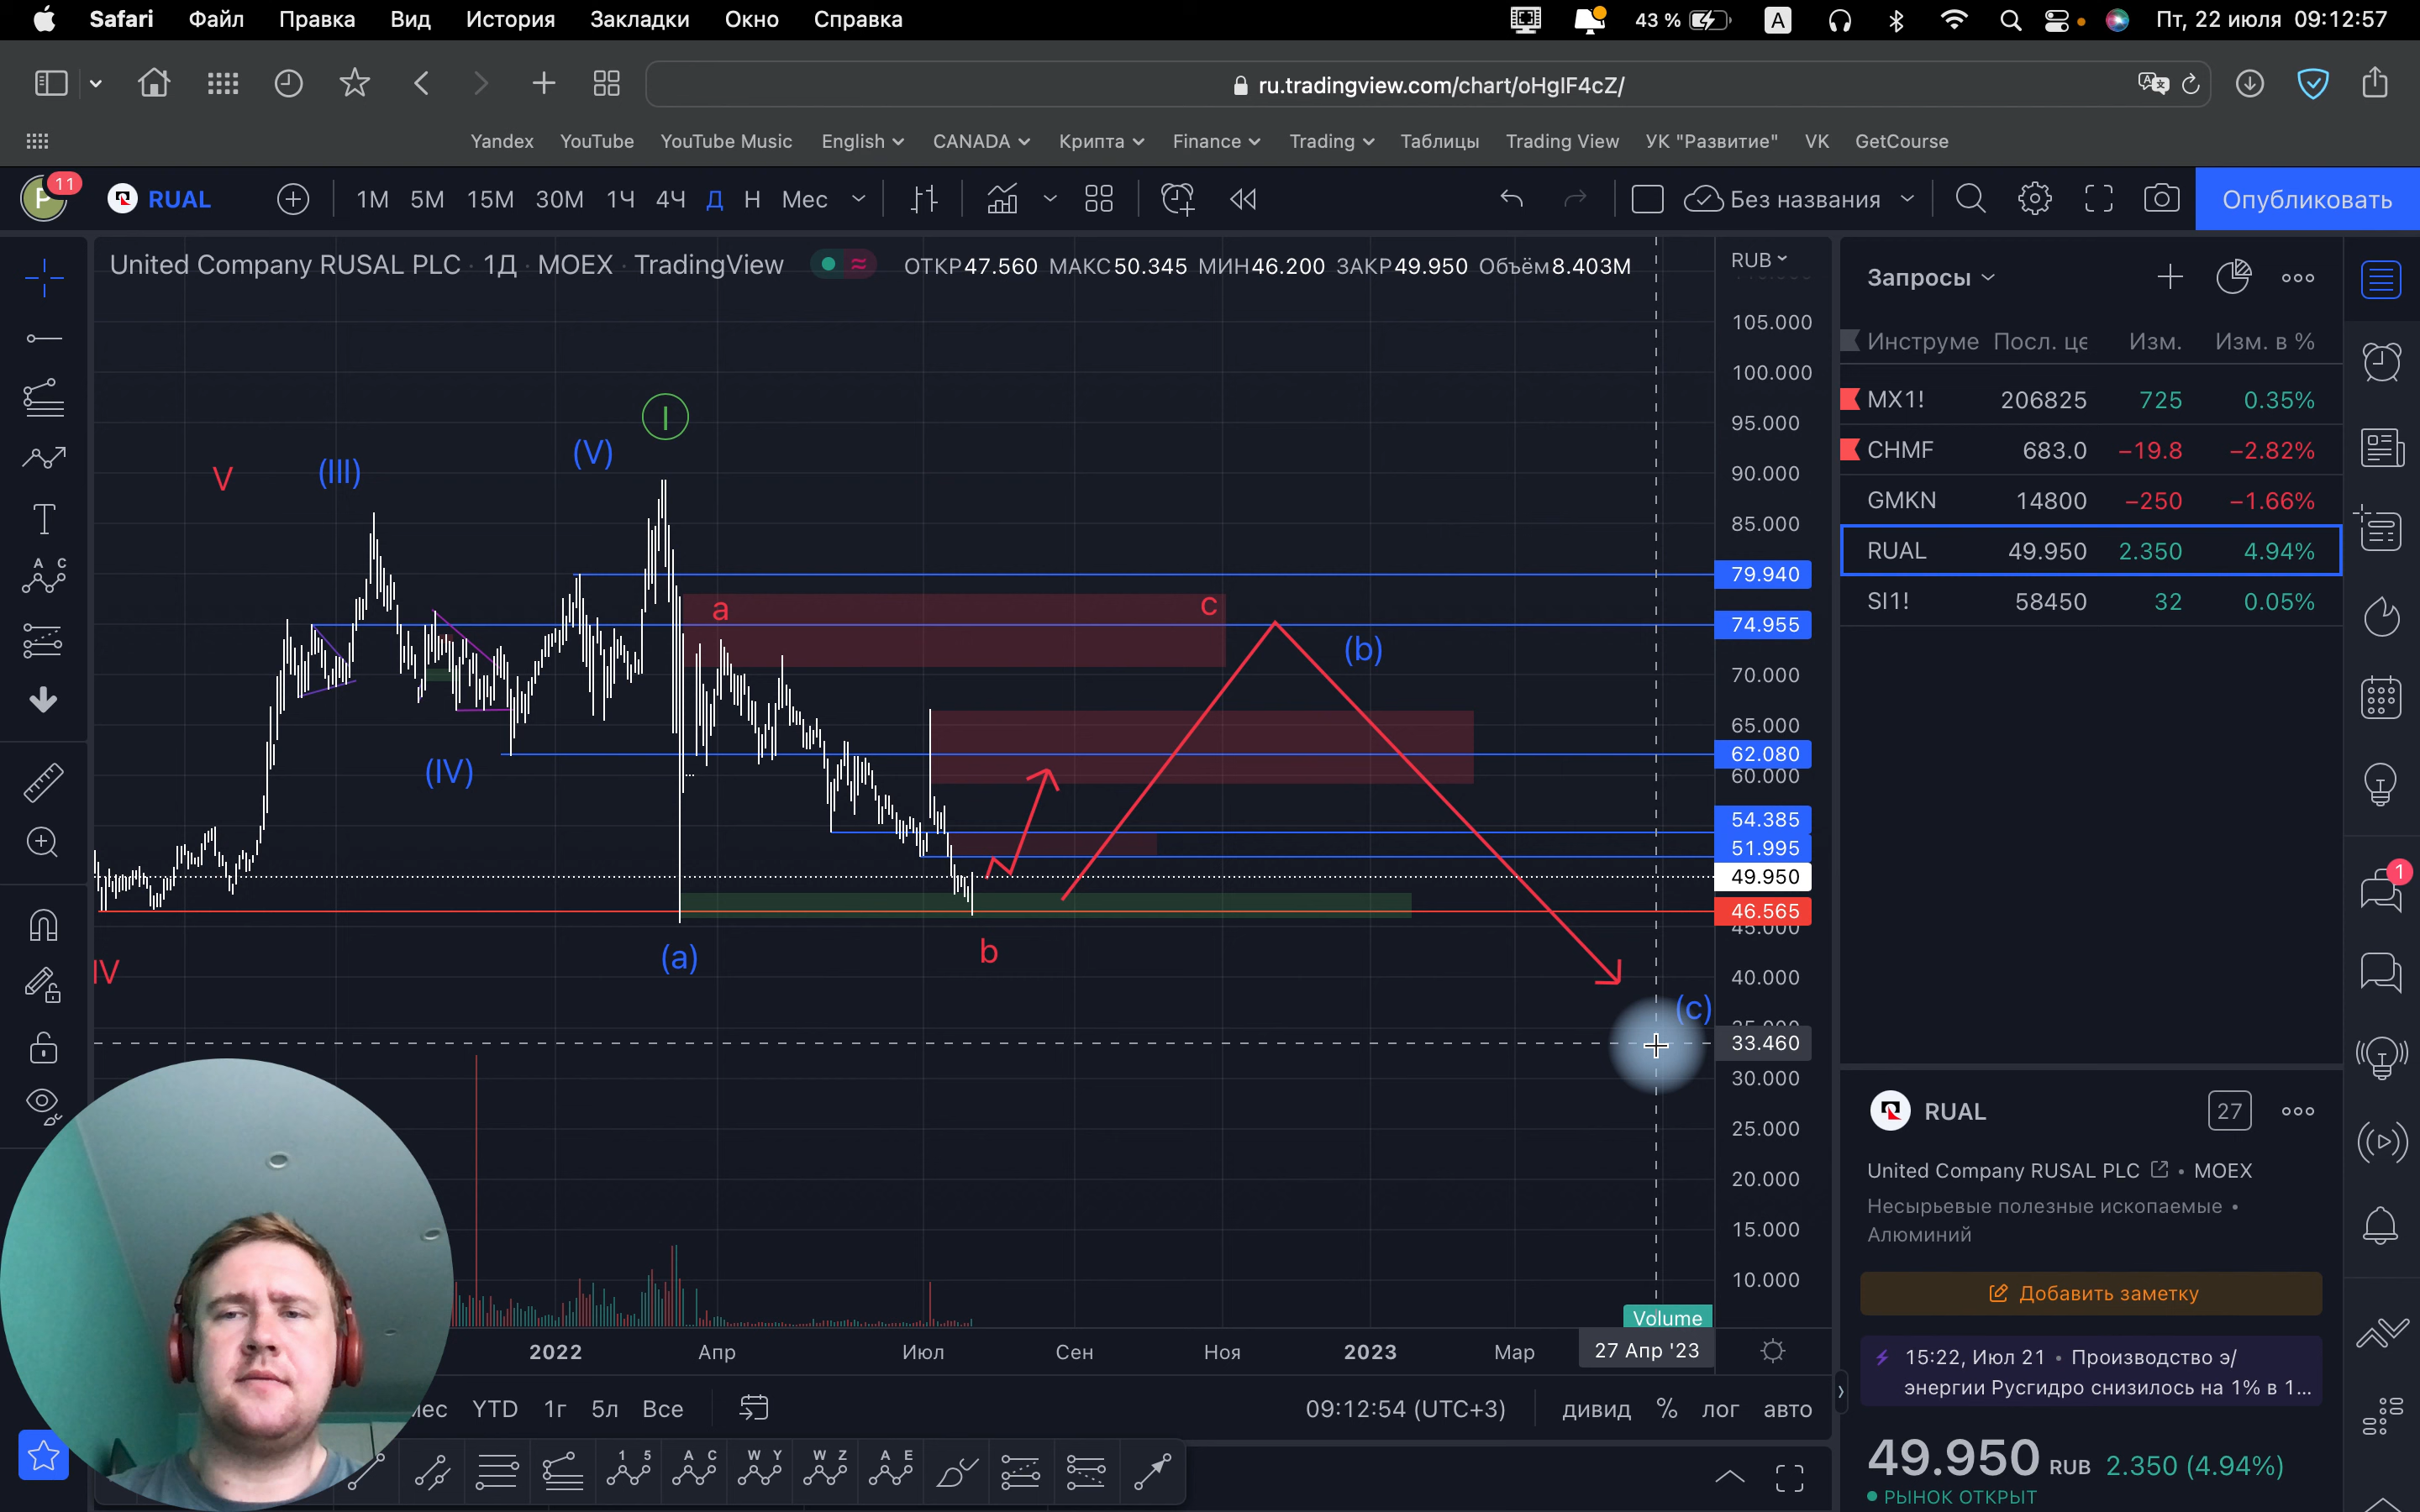 Safari Файл Правка Вид История Закладки Окно Справка 43 % A Пт, 22 июля 09:12:57
ru.tradingview.com/chart/oHgIF4cZ/
Yandex YouTube YouTube Music English CANADA Крипта Finance Trading Таблицы Trading View УК "Развитие" VK GetCourse
P 11 RUAL 1М 5М 15М 30М 1Ч 4Ч Д Н Мес Без названия Опубликовать
United Company RUSAL PLC · 1Д · MOEX · TradingView ОТКР47.560 МАКС50.345 МИН46.200 ЗАКР49.950 Объём8.403M
RUB
105.000
100.000
95.000
90.000
85.000
79.940
74.955
70.000
65.000
62.080
60.000
54.385
51.995
49.950
46.565
45.000
40.000
35.000
33.460
30.000
25.000
20.000
15.000
10.000
I
(V)
V
(III)
a
c
(b)
(IV)
(a)
b
IV
(c)
Volume
2022 Апр Июл Сен Ноя 2023 Мар 27 Апр '23
YTD 1г 5л Все 09:12:54 (UTC+3) дивид % лог авто
1 5 A C W Y W Z A E
A C
Запросы
Инструме Посл. це Изм. Изм. в %
MX1! 206825 725 0.35%
CHMF 683.0 −19.8 −2.82%
GMKN 14800 −250 −1.66%
RUAL 49.950 2.350 4.94%
SI1! 58450 32 0.05%
1
RUAL 27
United Company RUSAL PLC • MOEX
Несырьевые полезные ископаемые •
Алюминий
Добавить заметку
15:22, Июл 21 • Производство э/
энергии Русгидро снизилось на 1% в 1...
49.950 RUB 2.350 (4.94%)
РЫНОК ОТКРЫТ